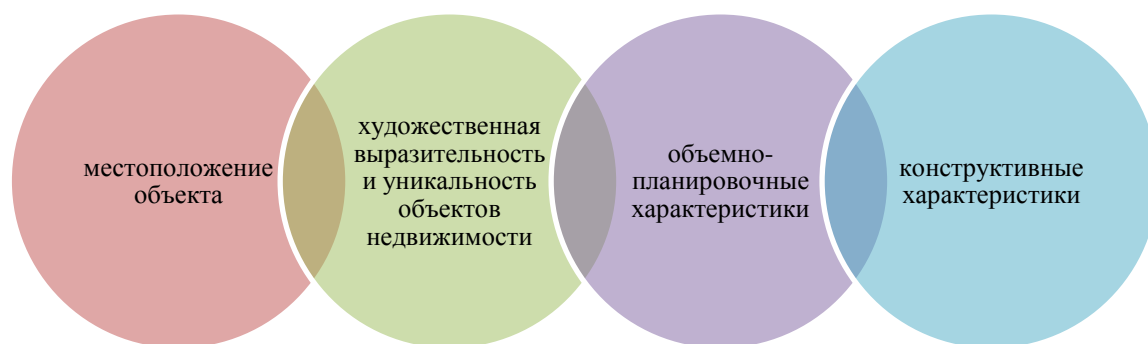 местоположение
объекта
художественная
выразительность
и уникальность
объектов
недвижимости
объемно-
планировочные
характеристики
конструктивные
характеристики